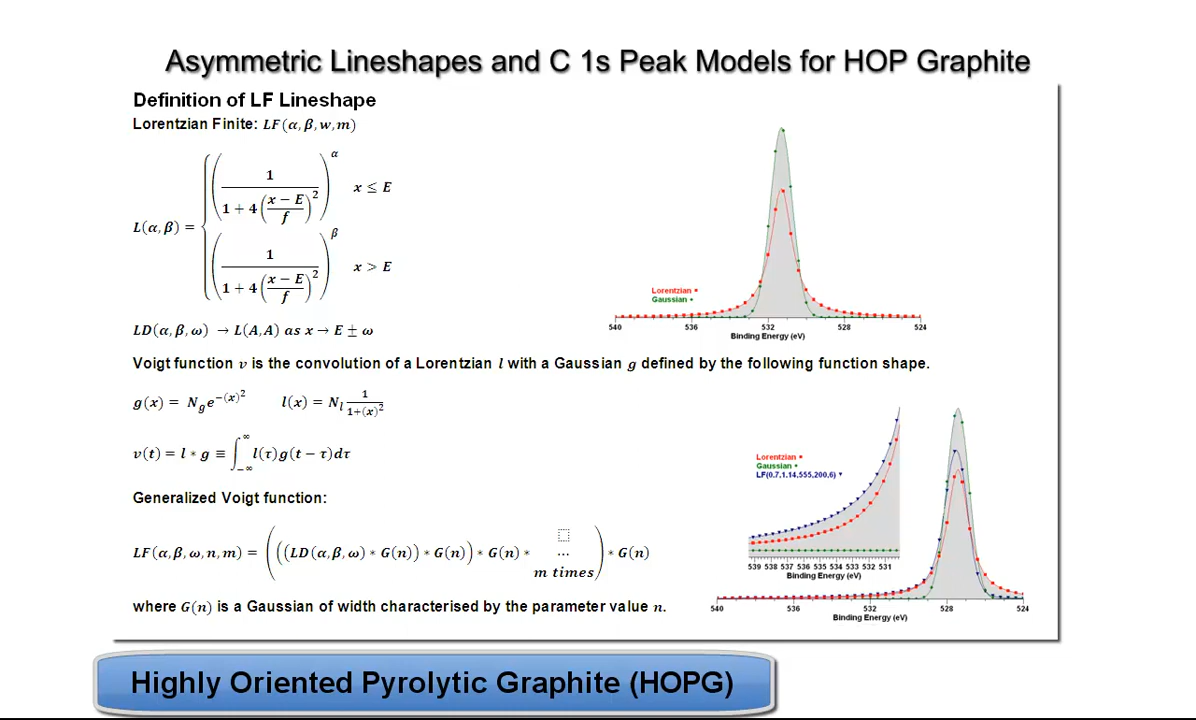 Asymmetric Lineshapes and C 1s Peak Models for HOP Graphite
Definition of LF Lineshape
Lorentzian Finite: LF(α, β, w, m)
L(α, β) = { (1 / (1 + 4((x − E)/f)²))^α x ≤ E
(1 / (1 + 4((x − E)/f)²))^β x > E
LD(α, β, ω) → L(A, A) as x → E ± ω
Voigt function v is the convolution of a Lorentzian l with a Gaussian g defined by the following function shape.
g(x) = N_g e^−(x)² l(x) = N_l 1/(1+(x)²)
v(t) = l * g ≡ ∫_−∞^∞ l(τ)g(t − τ)dτ
Generalized Voigt function:
LF(α, β, ω, n, m) = (((LD(α, β, ω) * G(n)) * G(n)) * G(n) * ... m times) * G(n)
where G(n) is a Gaussian of width characterised by the parameter value n.
Lorentzian
Gaussian
540 536 532 528 524
Binding Energy (eV)
Lorentzian
Gaussian
LF(0.7,1.14,555,200,6)
539 538 537 536 535 534 533 532 531
Binding Energy (eV)
540 536 532 528 524
Binding Energy (eV)
Highly Oriented Pyrolytic Graphite (HOPG)